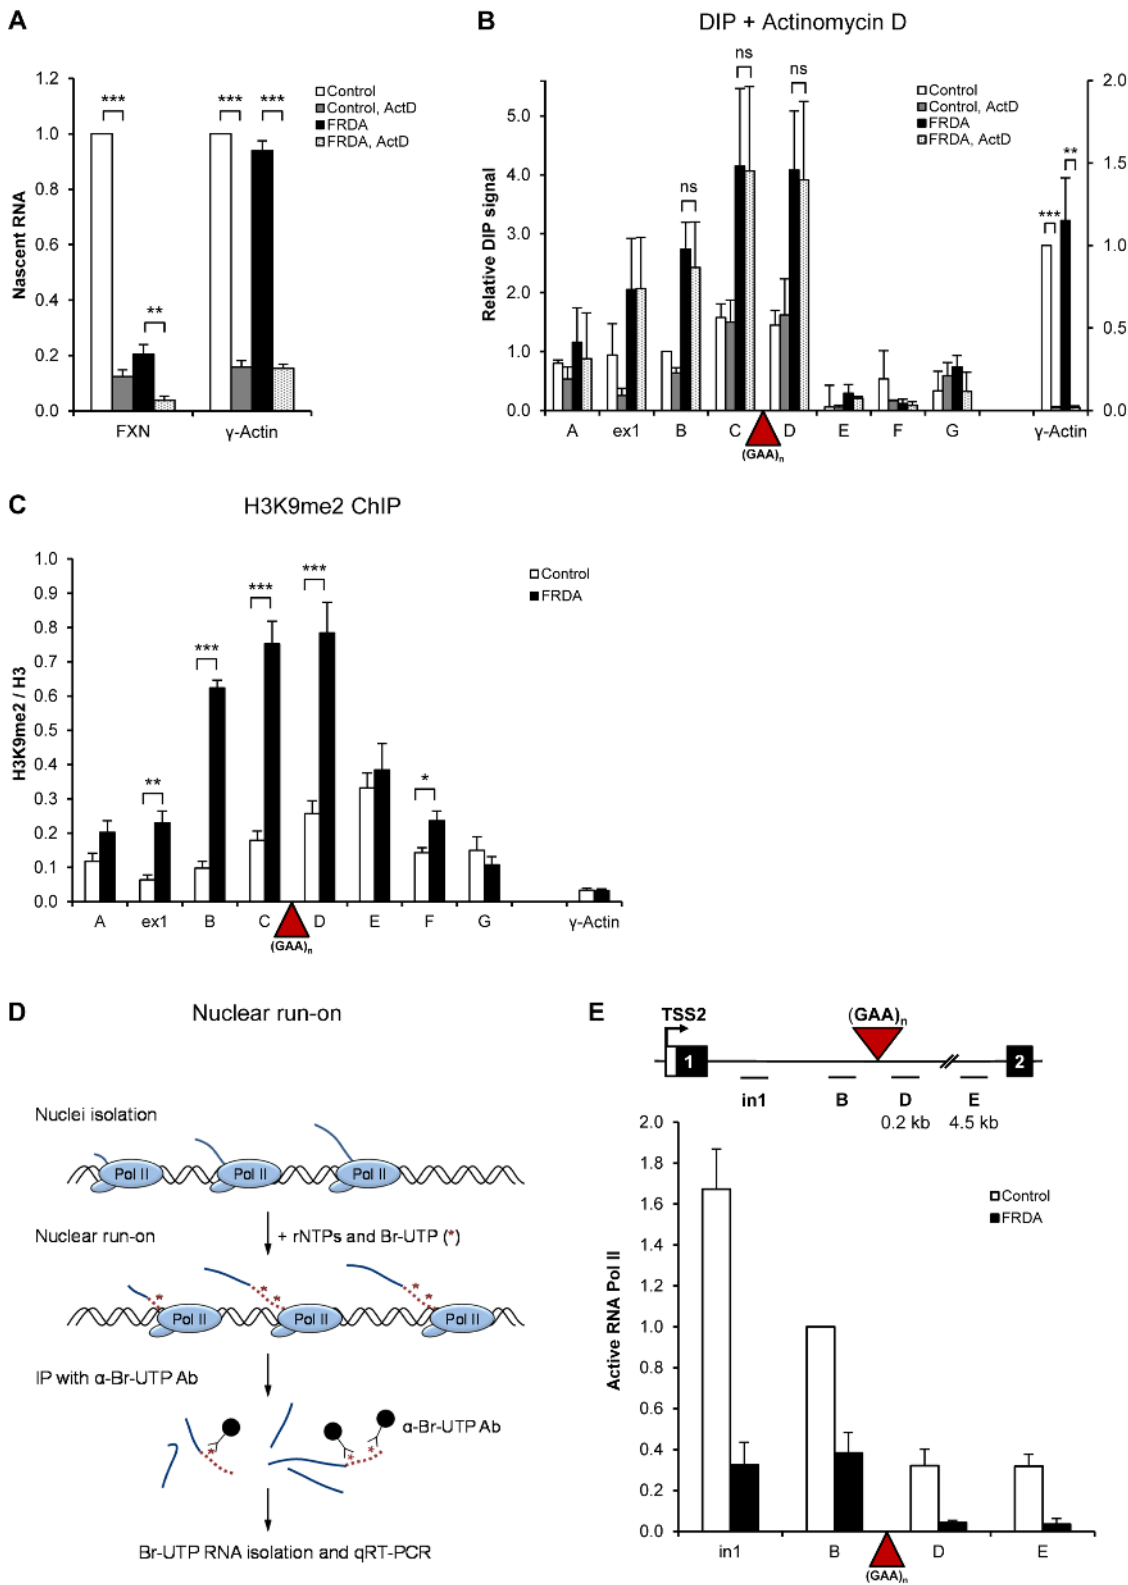 A
1.2
1.0
0.8
0.6
0.4
0.2
0.0
Nascent RNA
***
***
***
**
Control
Control, ActD
FRDA
FRDA, ActD
FXN
γ-Actin
B
DIP + Actinomycin D
5.0
4.0
3.0
2.0
1.0
0.0
Relative DIP signal
ns
ns
ns
***
**
Control
Control, ActD
FRDA
FRDA, ActD
2.0
1.5
1.0
0.5
0.0
A
ex1
B
C
D
E
F
G
γ-Actin
(GAA)n
C
H3K9me2 ChIP
1.0
0.9
0.8
0.7
0.6
0.5
0.4
0.3
0.2
0.1
0.0
H3K9me2 / H3
**
***
***
***
*
Control
FRDA
A
ex1
B
C
D
E
F
G
γ-Actin
(GAA)n
D
Nuclear run-on
Nuclei isolation
Pol II
Pol II
Pol II
Nuclear run-on
+ rNTPs and Br-UTP (*)
* * * * *
Pol II
Pol II
Pol II
IP with α-Br-UTP Ab
α-Br-UTP Ab
* * *
Br-UTP RNA isolation and qRT-PCR
E
TSS2
(GAA)n
1
2
in1
B
D
E
0.2 kb
4.5 kb
2.0
1.8
1.6
1.4
1.2
1.0
0.8
0.6
0.4
0.2
0.0
Active RNA Pol II
Control
FRDA
in1
B
D
E
(GAA)n